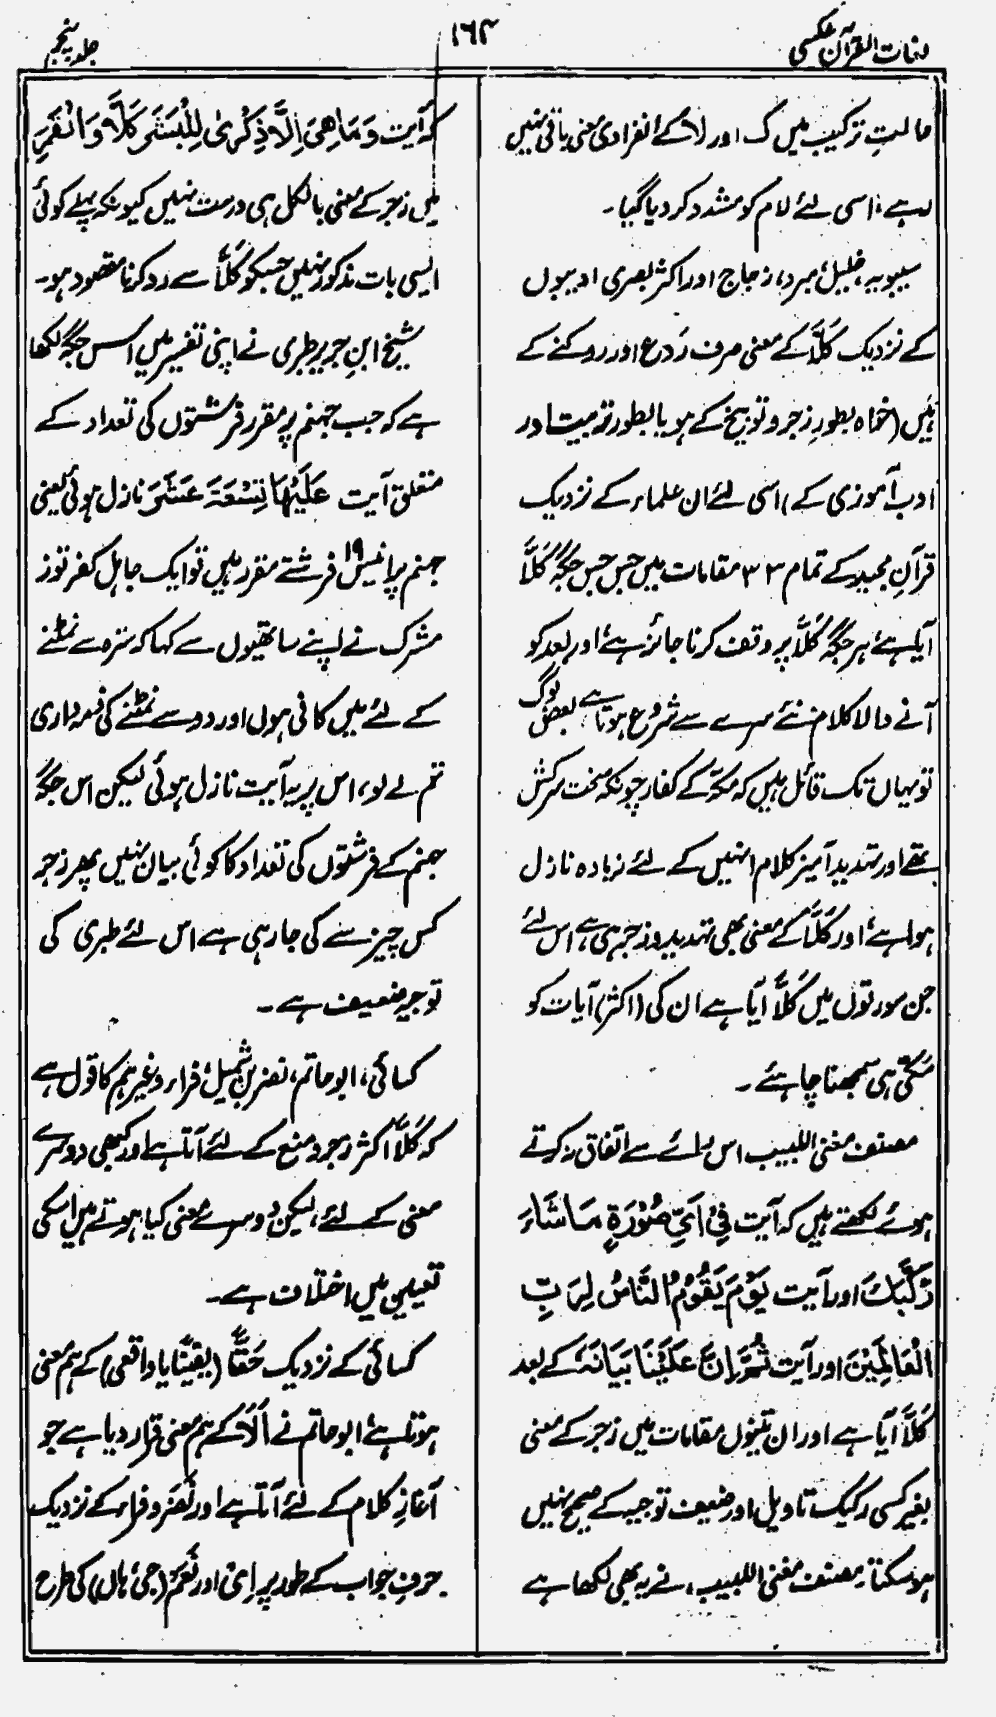 لغات القرآن عکسی
۱۶۴
جلد پنجم
حالتِ ترکیب میں ک اور لا کے انفرادی معنی باقی نہیں
رہے، اسی لئے لام کو مشدد کردیا گیا۔
سیبویہ، خلیل، مبرد، زجاج اور اکثر بصری ادیبوں
کے نزدیک کَلَّا کے معنی صرف رَدع اور روکنے کے
ہیں (خواہ بطورِ زجر و توبیخ کے ہو یا بطور تربیت اور
ادب آموزی کے) اسی لئے ان علماء کے نزدیک
قرآنِ مجید کے تمام ۳۳ مقامات میں جس جس جگہ کَلَّا
آیا ہے ہر جگہ کَلَّا پر وقف کرنا جائز ہے اور بعد کو
آنے والا کلام نئے سرے سے شروع ہوتا ہے، بعض لوگ
تو یہاں تک قائل ہیں کہ مکہ کے کفار چونکہ سخت سرکش
تھے اور تہدید آمیز کلام انہیں کے لئے زیادہ نازل
ہوا ہے اور کَلَّا کے معنی بھی تہدید و زجر ہی ہے، اس لئے
جن سورتوں میں کَلَّا آیا ہے ان کی (اکثر) آیات کو
مَکّی ہی سمجھنا چاہئے۔
مصنف مغنی اللبیب اس رائے سے اتفاق نہ کرتے
ہوئے لکھتے ہیں کہ آیت فِیْ اَیِّ صُوْرَةٍ مَّا شَاءَ
رَكَّبَكَ اور آیت یَوْمَ یَقُوْمُ النَّاسُ لِرَبِّ
الْعَالَمِیْنَ اور آیت ثُمَّ اِنَّ عَلَیْنَا بَیَانَهٗ کے بعد
کَلَّا آیا ہے اور ان تینوں مقامات میں زجر کے معنی
بغیر کسی رکیک تاویل اور ضعیف توجیہ کے صحیح نہیں
ہو سکتا، مصنف مغنی اللبیب، نے یہ بھی لکھا ہے
کہ آیت وَمَا هِیَ اِلَّا ذِكْرٰی لِلْبَشَرِ كَلَّا وَالْقَمَرِ
میں زجر کے معنی بالکل ہی درست نہیں کیونکہ پہلے کوئی
ایسی بات مذکور نہیں جسکو کَلَّا سے رد کرنا مقصود ہو۔
شیخ ابنِ جریر طبری نے اپنی تفسیر میں اس جگہ لکھا
ہے کہ جب جہنم پر مقرر فرشتوں کی تعداد کے
متعلق آیت عَلَیْهَا تِسْعَةَ عَشَرَ نازل ہوئی یعنی
جہنم پر انیس ۱۹ فرشتے مقرر ہیں تو ایک جاہل کفر توز
مشرک نے اپنے ساتھیوں سے کہا کہ سترہ سے نمٹنے
کے لئے میں کافی ہوں اور دو سے نمٹنے کی ذمہ داری
تم لے لو، اس پر یہ آیت نازل ہوئی لیکن اس جگہ
جہنم کے فرشتوں کی تعداد کا کوئی بیان نہیں پھر زجر
کس چیز سے کی جا رہی ہے اس لئے طبری کی
توجیہ ضعیف ہے۔
کسائی، ابو حاتم، نضر بن شمیل، فراء وغیرہم کا قول ہے
کہ کَلَّا اکثر زجر و منع کے لئے آتا ہے اور کبھی دوسرے
معنی کے لئے، لیکن دوسرے معنی کیا ہوتے ہیں اسکی
تعیین میں اختلاف ہے۔
کسائی کے نزدیک حَقًّا (یقیناً یا واقعی) کے ہم معنی
ہوتا ہے، ابو حاتم نے اَلَا کے ہم معنی قرار دیا ہے جو
آغازِ کلام کے لئے آتا ہے اور نضر و فراء کے نزدیک
حرفِ جواب کے طور پر اِیْ اور نَعَمْ (جی ہاں) کی طرح